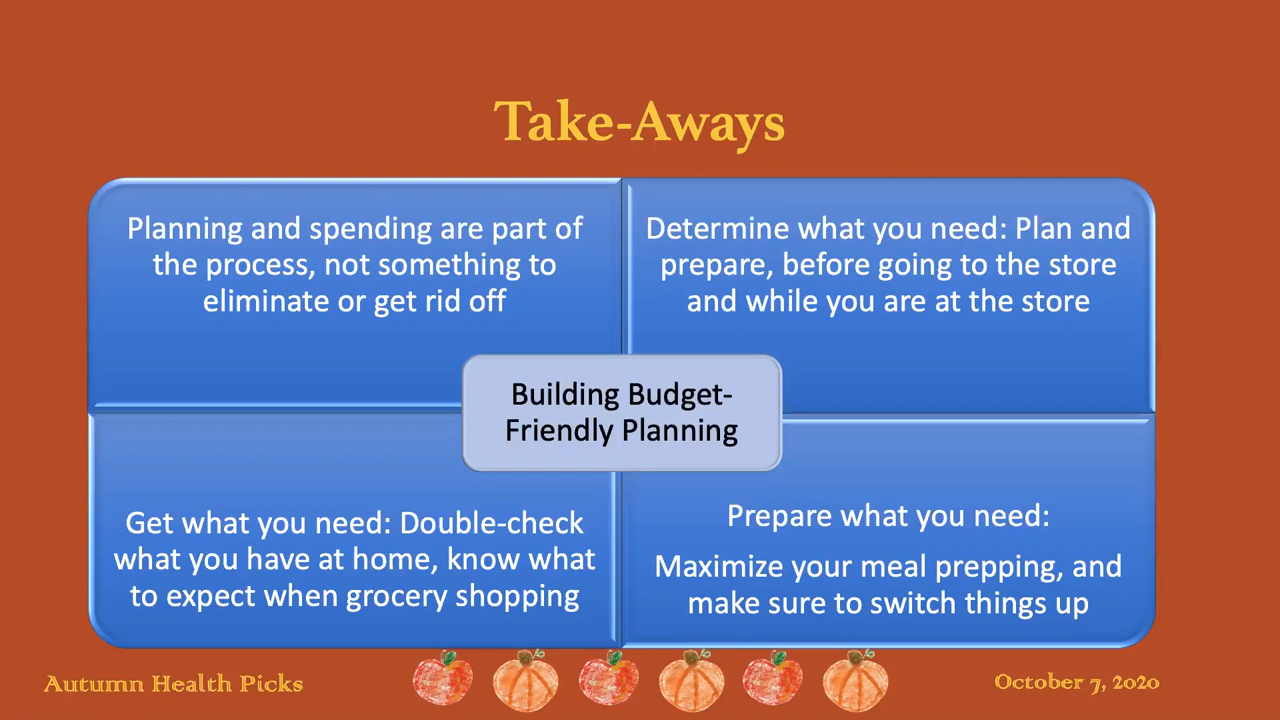 Take-Aways
Planning and spending are part of
the process, not something to
eliminate or get rid off
Determine what you need: Plan and
prepare, before going to the store
and while you are at the store
Building Budget-
Friendly Planning
Get what you need: Double-check
what you have at home, know what
to expect when grocery shopping
Prepare what you need:
Maximize your meal prepping, and
make sure to switch things up
Autumn Health Picks
October 7, 2020